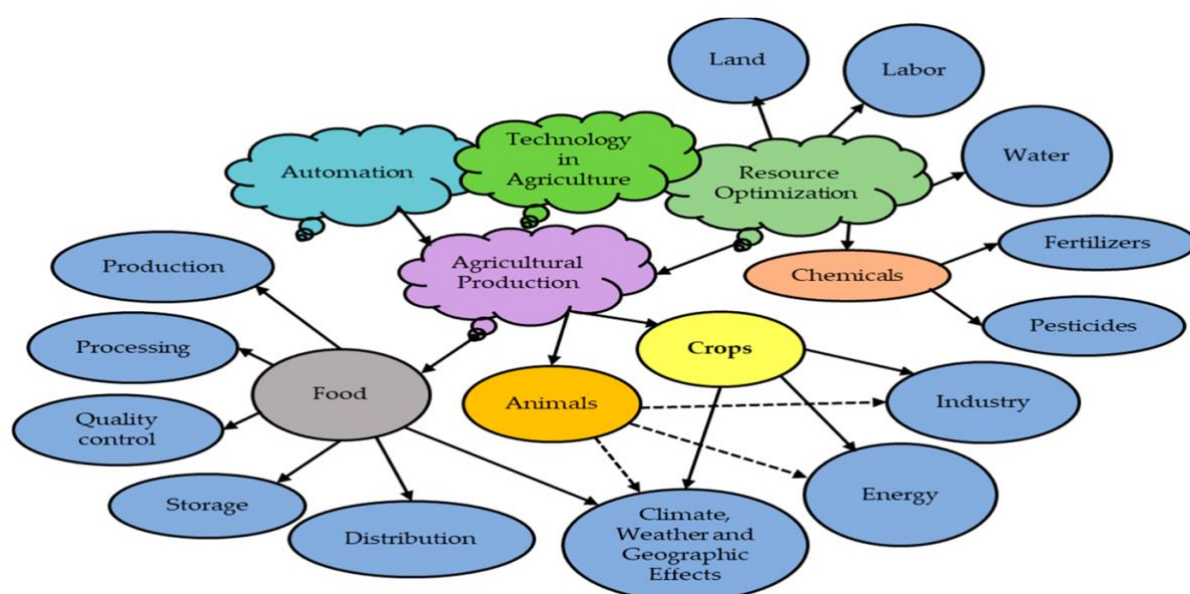 Land
Labor
Automation
Technology
in
Agriculture
Resource
Optimization
Water
Production
Agricultural
Production
Chemicals
Fertilizers
Pesticides
Processing
Crops
Food
Animals
Industry
Quality
control
Storage
Distribution
Climate,
Weather and
Geographic
Effects
Energy